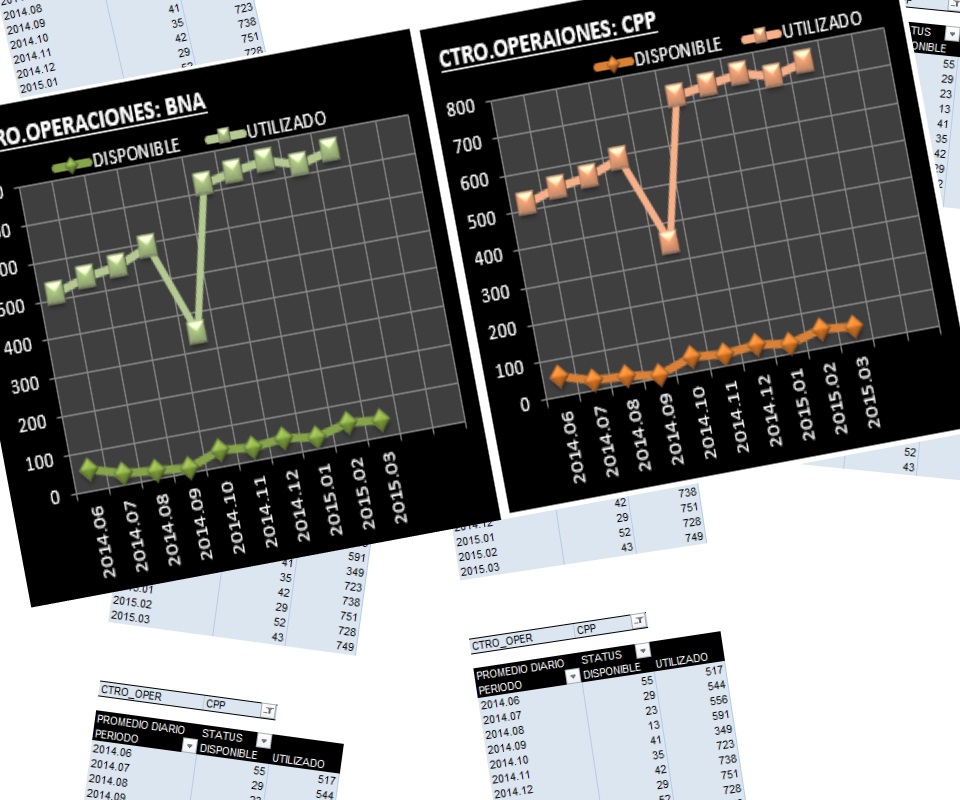 2014.08 41 723
2014.09 35 738
2014.10 42 751
2014.11 29 728
2014.12
2015.01
RO.OPERACIONES: BNA
DISPONIBLE UTILIZADO
500
400
300
200
100
0
2014.06
2014.07
2014.08
2014.09
2014.10
2014.11
2014.12
2015.01
2015.02
2015.03
CTRO.OPERAIONES: CPP
DISPONIBLE UTILIZADO
800
700
600
500
400
300
200
100
0
2014.06
2014.07
2014.08
2014.09
2014.10
2014.11
2014.12
2015.01
2015.02
2015.03
TUS
ONIBLE
55
29
23
13
41
35
42
29
52
43
591
41 349
35 723
2015.02 42 738
2015.03 29 751
52 728
43 749
42 738
2015.01 29 751
2015.02 52 728
2015.03 43 749
CTRO_OPER CPP
PROMEDIO DIARIO STATUS
PERIODO DISPONIBLE UTILIZADO
2014.06 55 517
2014.07 29 544
2014.08
2014.09
CTRO_OPER CPP
PROMEDIO DIARIO STATUS
PERIODO DISPONIBLE UTILIZADO
2014.06 55 517
2014.07 29 544
2014.08 23 556
2014.09 13 591
2014.10 41 349
2014.11 35 723
2014.12 42 738
29 751
52 728